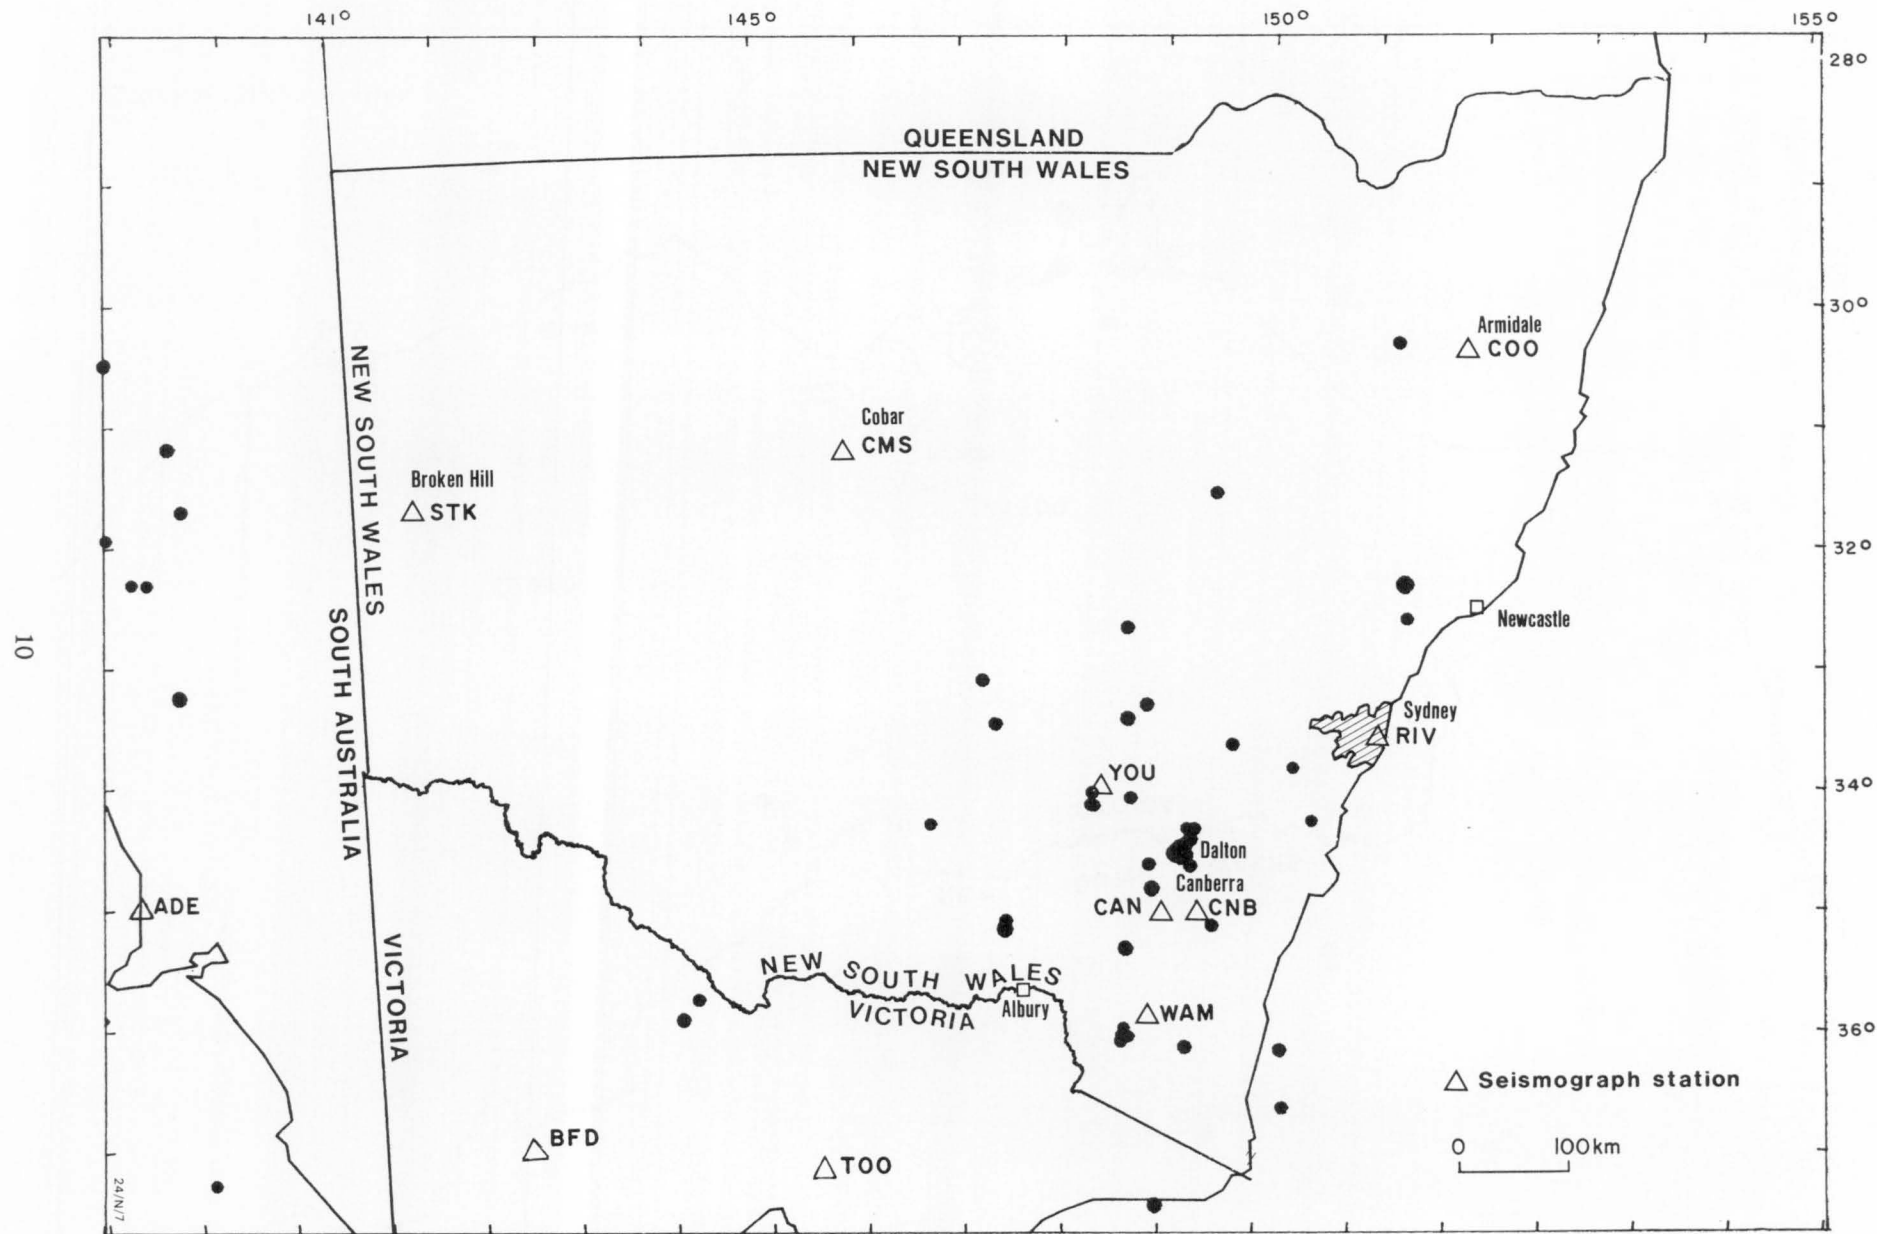 141°
145°
150°
155°
28°
QUEENSLAND
NEW SOUTH WALES
30°
Armidale
COO
NEW SOUTH WALES
Cobar
CMS
Broken Hill
STK
32°
Newcastle
10
SOUTH AUSTRALIA
Sydney
RIV
YOU
34°
Dalton
Canberra
CAN
CNB
ADE
VICTORIA
NEW SOUTH WALES
VICTORIA
Albury
WAM
36°
Seismograph station
BFD
TOO
0
100km
24/N/7